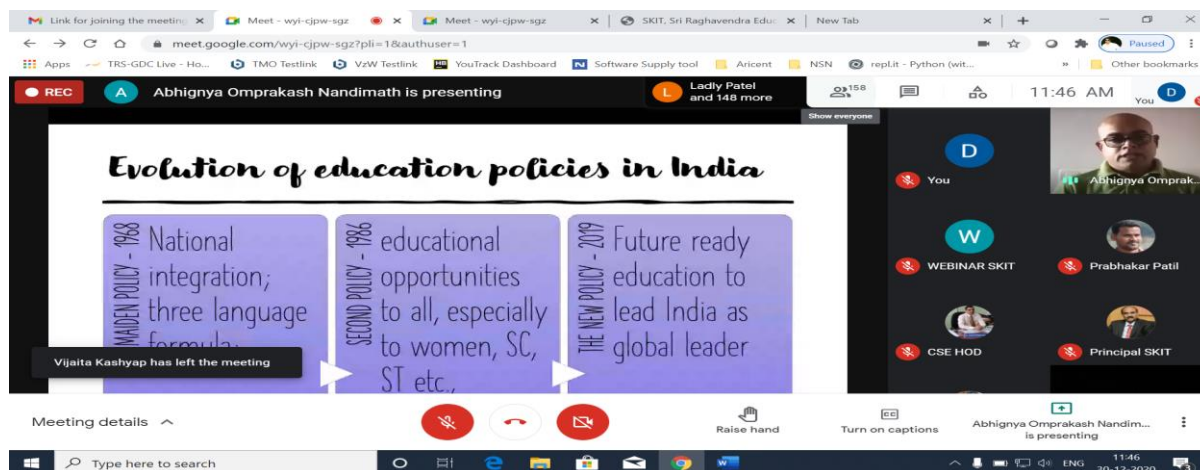 Link for joining the meeting
Meet - wyi-cjpw-sgz
Meet - wyi-cjpw-sgz
SKIT, Sri Raghavendra Educ
New Tab
meet.google.com/wyi-cjpw-sgz?pli=1&authuser=1
Paused
Apps
TRS-GDC Live - Ho...
TMO Testlink
VzW Testlink
YouTrack Dashboard
Software Supply tool
Aricent
NSN
repl.it - Python (wit...
»
Other bookmarks
REC
A
Abhignya Omprakash Nandimath is presenting
L
Ladly Patel
and 148 more
158
11:46 AM
You
D
Show everyone
Evolution of education policies in India
MAIDEN POLICY - 1968
National
integration;
three language
formula;
SECOND POLICY - 1986
educational
opportunities
to all, especially
to women, SC,
ST etc.,
THE NEW POLICY - 2019
Future ready
education to
lead India as
global leader
D
You
Abhignya Omprak...
W
WEBINAR SKIT
Prabhakar Patil
CSE HOD
Principal SKIT
Vijaita Kashyap has left the meeting
Meeting details
Raise hand
Turn on captions
Abhignya Omprakash Nandim...
is presenting
Type here to search
ENG
11:46
30-12-2020